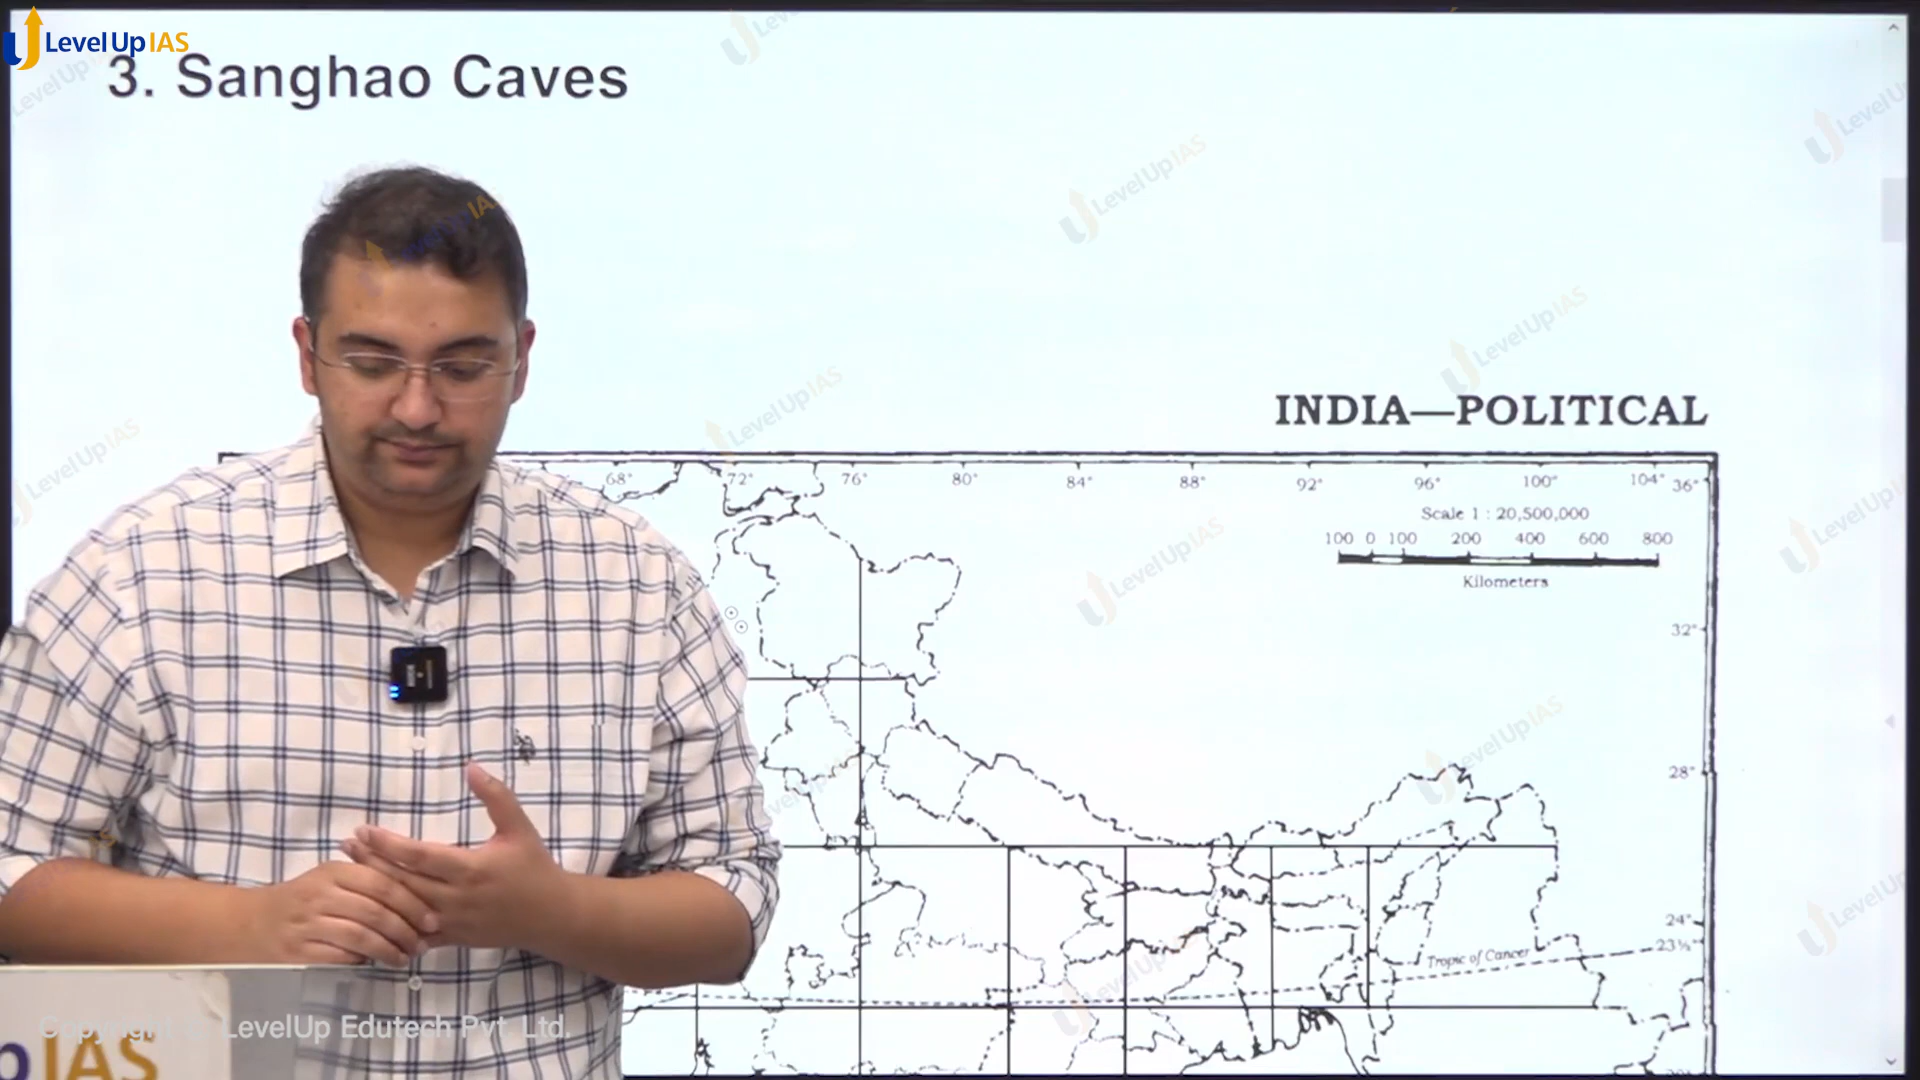 LevelUp IAS
3. Sanghao Caves
INDIA—POLITICAL
68° 72° 76° 80° 84° 88° 92° 96° 100° 104° 36°
Scale 1 : 20,500,000
100 0 100 200 400 600 800
Kilometers
32°
28°
24°
23½°
Tropic of Cancer
Copyright © LevelUp Edutech Pvt. Ltd.
p IAS